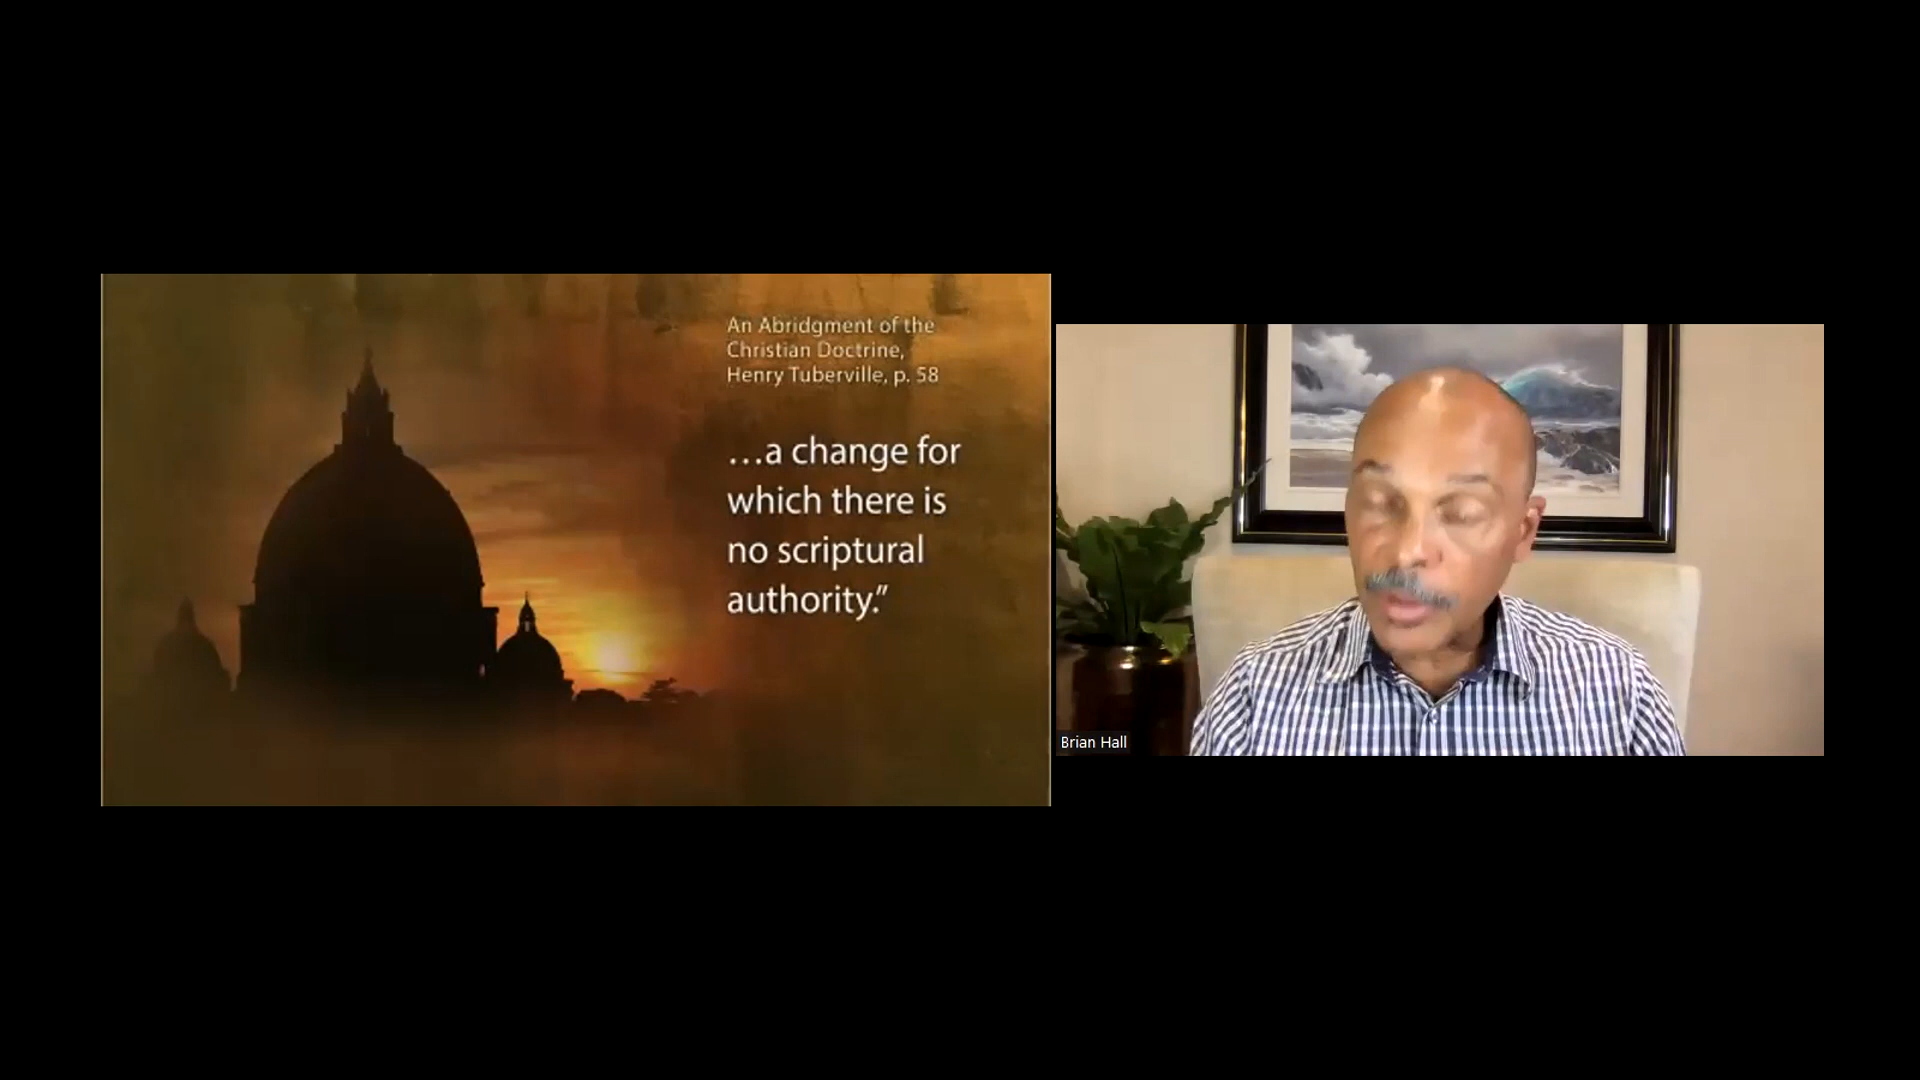 An Abridgment of the
Christian Doctrine,
Henry Tuberville, p. 58
…a change for
which there is
no scriptural
authority.”
Brian Hall